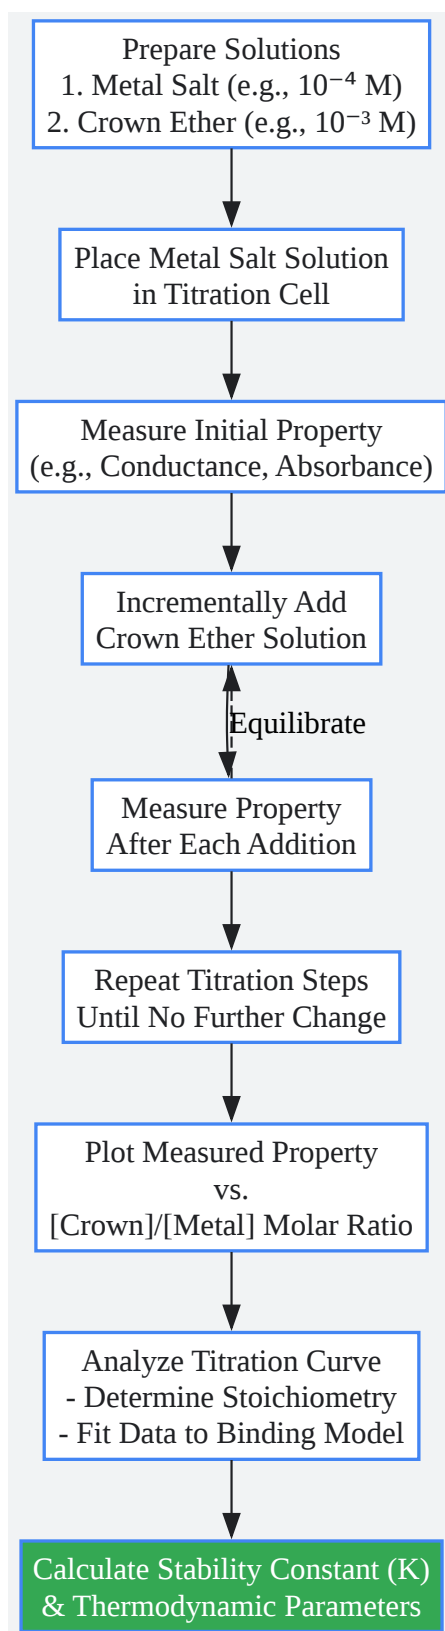 Prepare Solutions
1. Metal Salt (e.g., 10⁻⁴ M)
2. Crown Ether (e.g., 10⁻³ M)
Place Metal Salt Solution
in Titration Cell
Measure Initial Property
(e.g., Conductance, Absorbance)
Incrementally Add
Crown Ether Solution
Equilibrate
Measure Property
After Each Addition
Repeat Titration Steps
Until No Further Change
Plot Measured Property
vs.
[Crown]/[Metal] Molar Ratio
Analyze Titration Curve
- Determine Stoichiometry
- Fit Data to Binding Model
Calculate Stability Constant (K)
& Thermodynamic Parameters